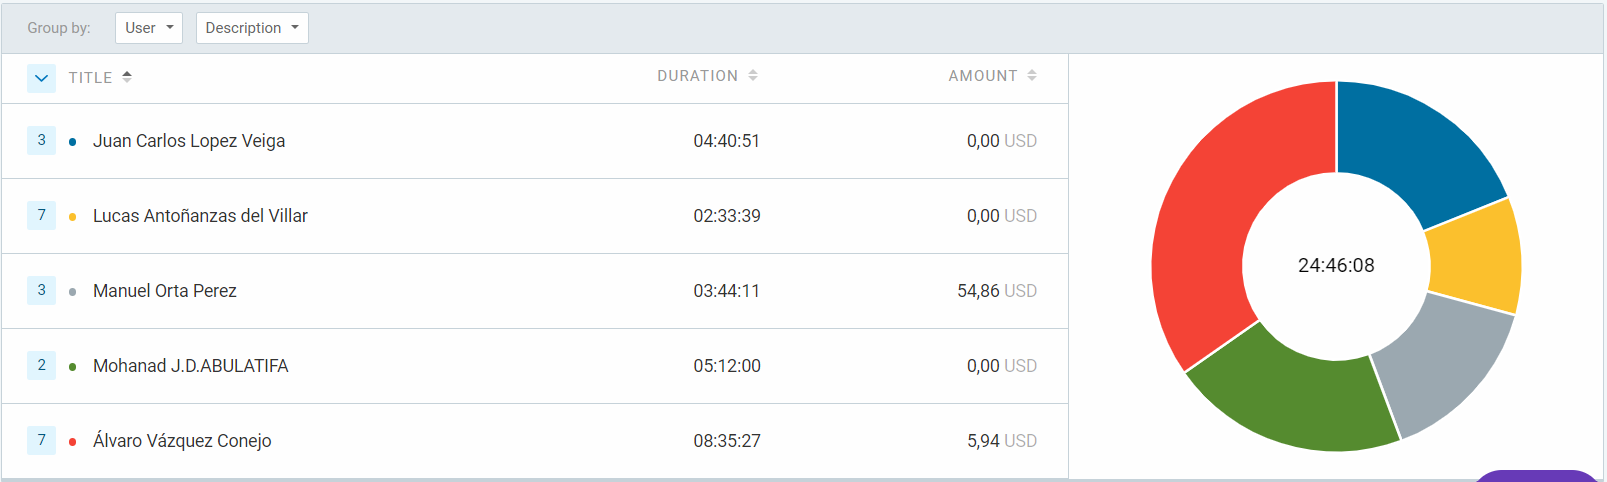 Group by: User Description
TITLE DURATION AMOUNT
3 Juan Carlos Lopez Veiga 04:40:51 0,00 USD
7 Lucas Antoñanzas del Villar 02:33:39 0,00 USD
3 Manuel Orta Perez 03:44:11 54,86 USD
2 Mohanad J.D.ABULATIFA 05:12:00 0,00 USD
7 Álvaro Vázquez Conejo 08:35:27 5,94 USD
24:46:08